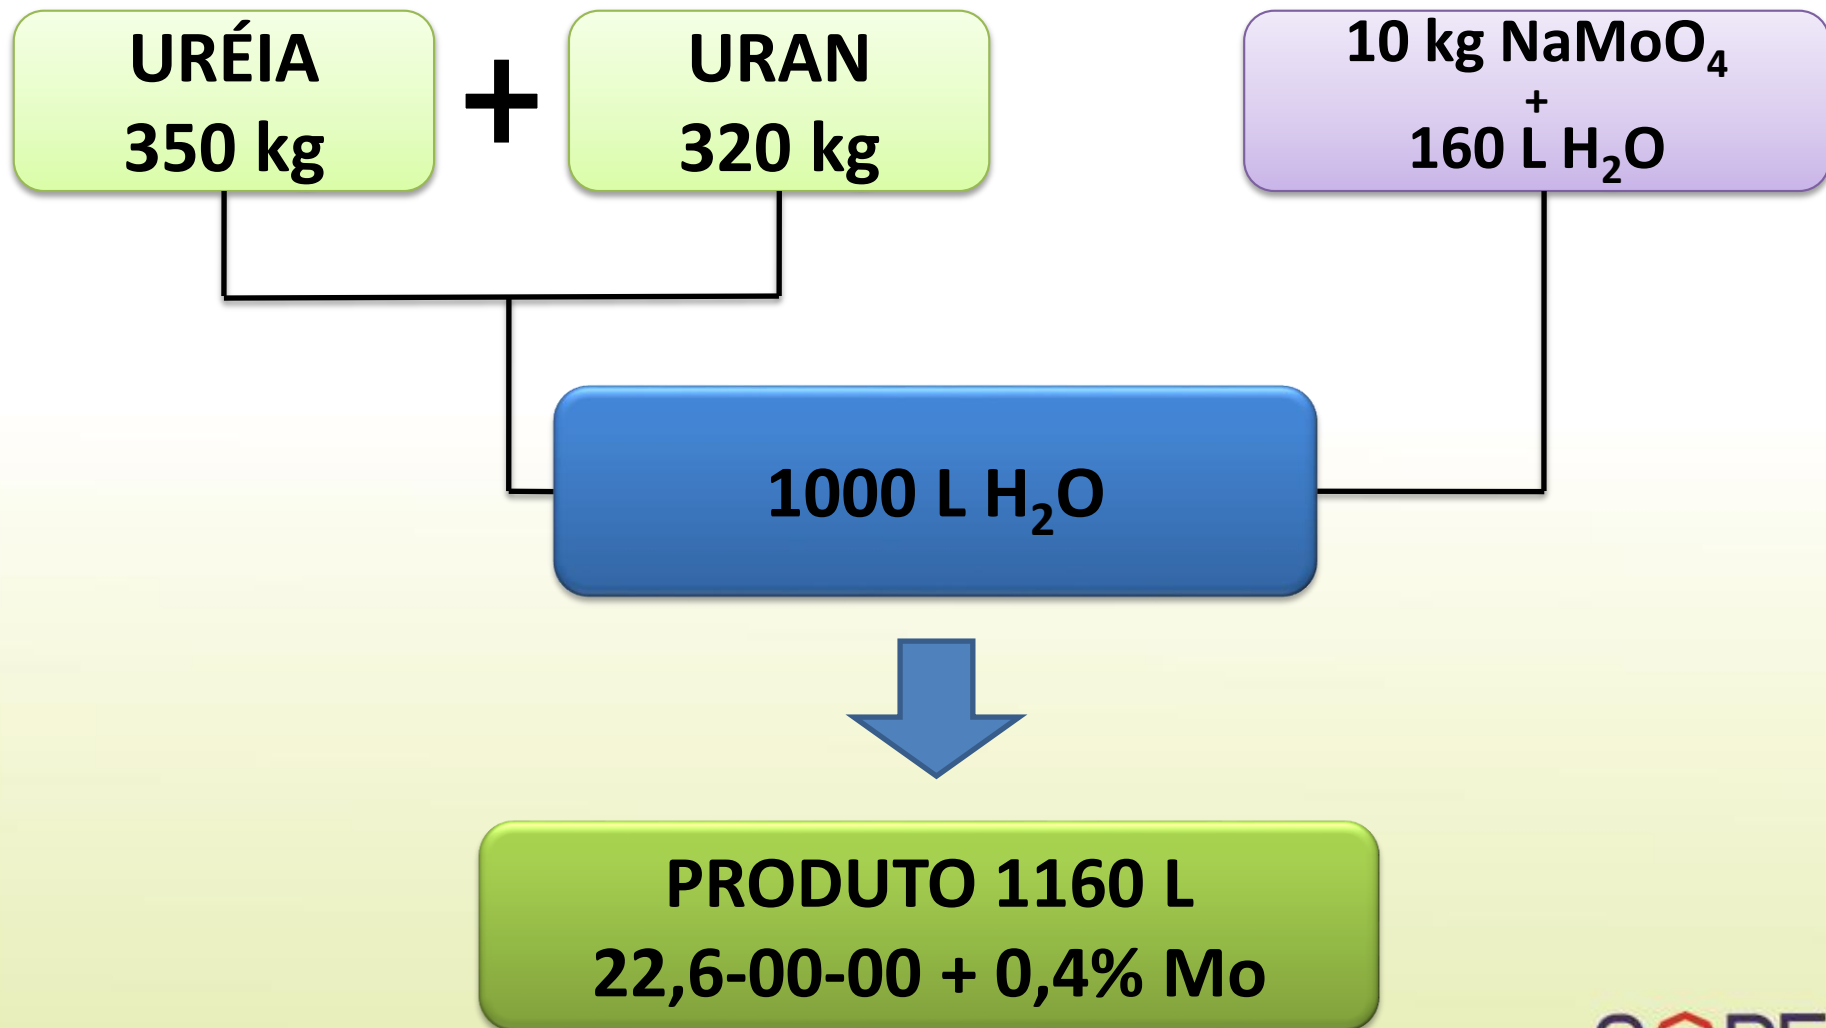 URÉIA
350 kg
+
URAN
320 kg
10 kg NaMoO₄
+
160 L H₂O
1000 L H₂O
PRODUTO 1160 L
22,6-00-00 + 0,4% Mo